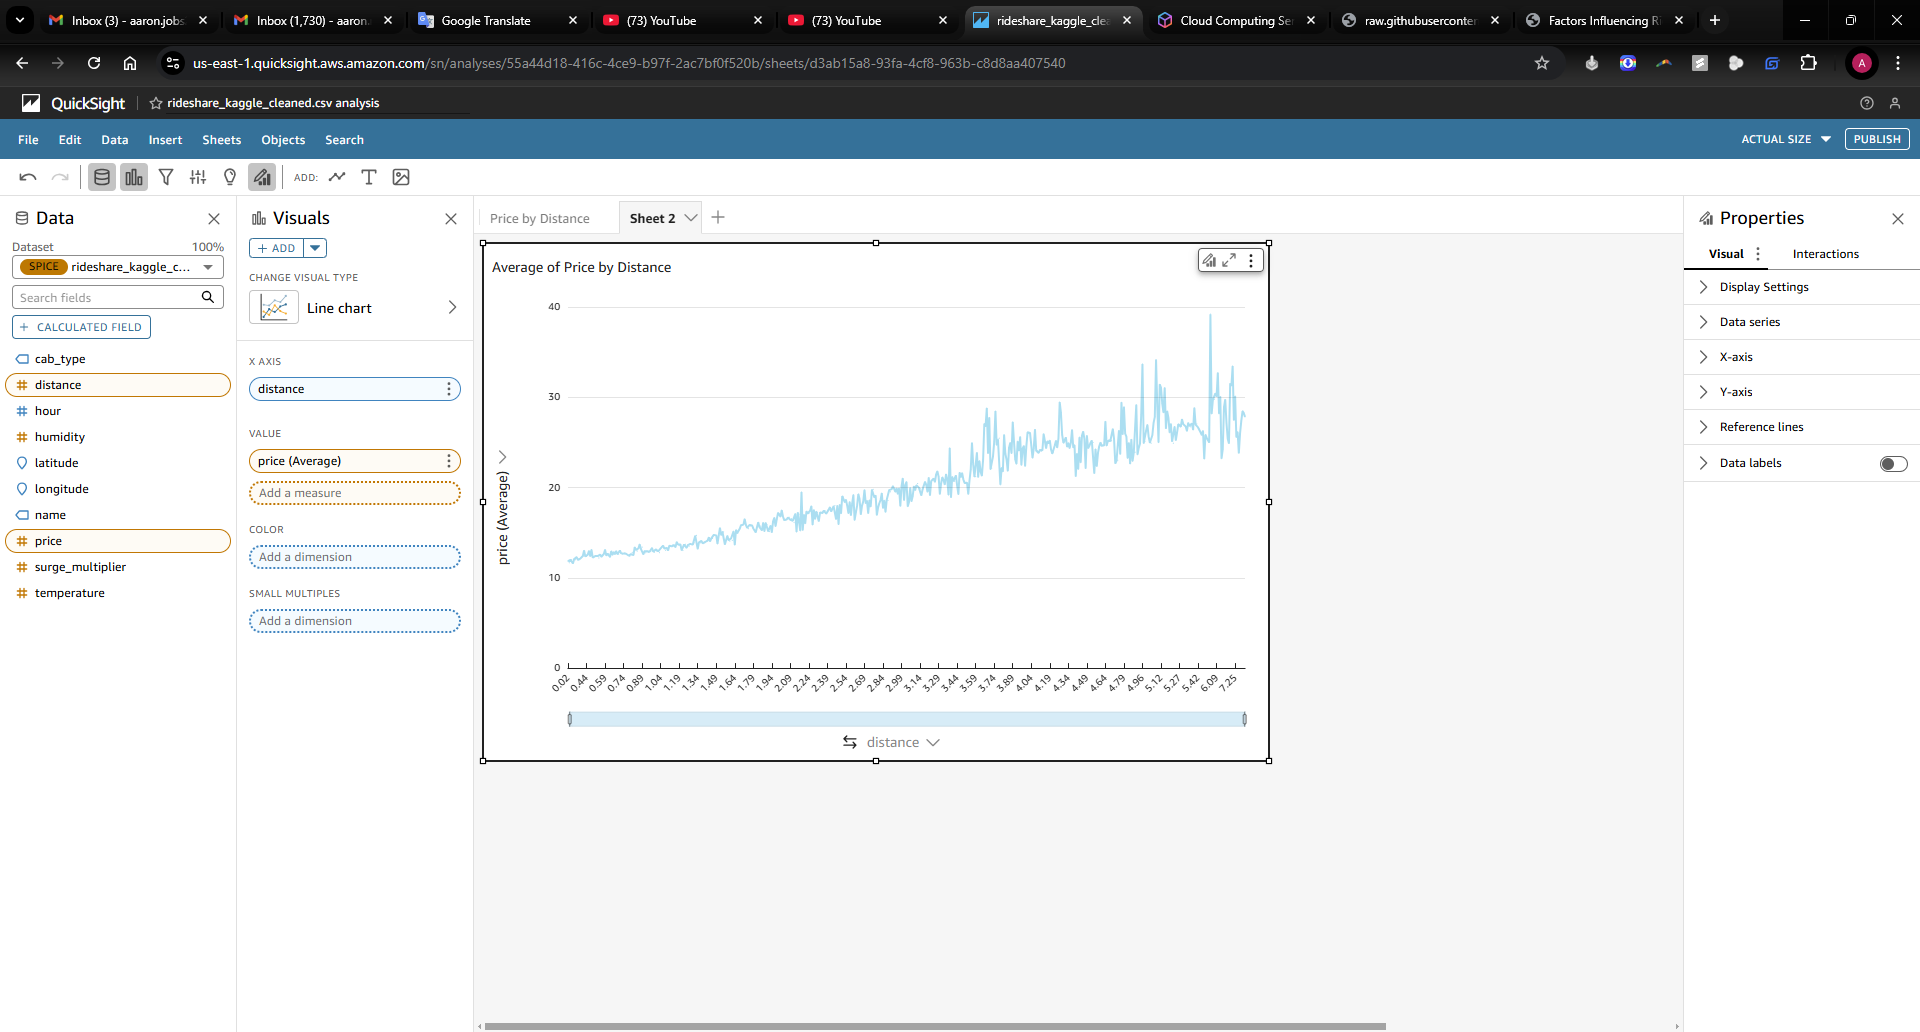 Inbox (3) - aaron.jobs
Inbox (1,730) - aaron.
Google Translate
(73) YouTube
(73) YouTube
rideshare_kaggle_clea
Cloud Computing Se
raw.githubuserconten
Factors Influencing R
us-east-1.quicksight.aws.amazon.com/sn/analyses/55a44d18-416c-4ce9-b97f-2ac7bf0f520b/sheets/d3ab15a8-93fa-4cf8-963b-c8d8aa407540
A
QuickSight
rideshare_kaggle_cleaned.csv analysis
File Edit Data Insert Sheets Objects Search
ACTUAL SIZE
PUBLISH
ADD:
Data
Dataset 100%
SPICE rideshare_kaggle_c...
Search fields
+ CALCULATED FIELD
cab_type
distance
hour
humidity
latitude
longitude
name
price
surge_multiplier
temperature
Visuals
+ ADD
CHANGE VISUAL TYPE
Line chart
X AXIS
distance
VALUE
price (Average)
Add a measure
COLOR
Add a dimension
SMALL MULTIPLES
Add a dimension
Price by Distance
Sheet 2
Average of Price by Distance
price (Average)
40
30
20
10
0
0.02 0.44 0.59 0.74 0.89 1.04 1.19 1.34 1.49 1.64 1.79 1.94 2.09 2.24 2.39 2.54 2.69 2.84 2.99 3.14 3.29 3.44 3.59 3.74 3.89 4.04 4.19 4.34 4.49 4.64 4.79 4.96 5.12 5.27 5.42 6.09 7.25
distance
Properties
Visual Interactions
Display Settings
Data series
X-axis
Y-axis
Reference lines
Data labels